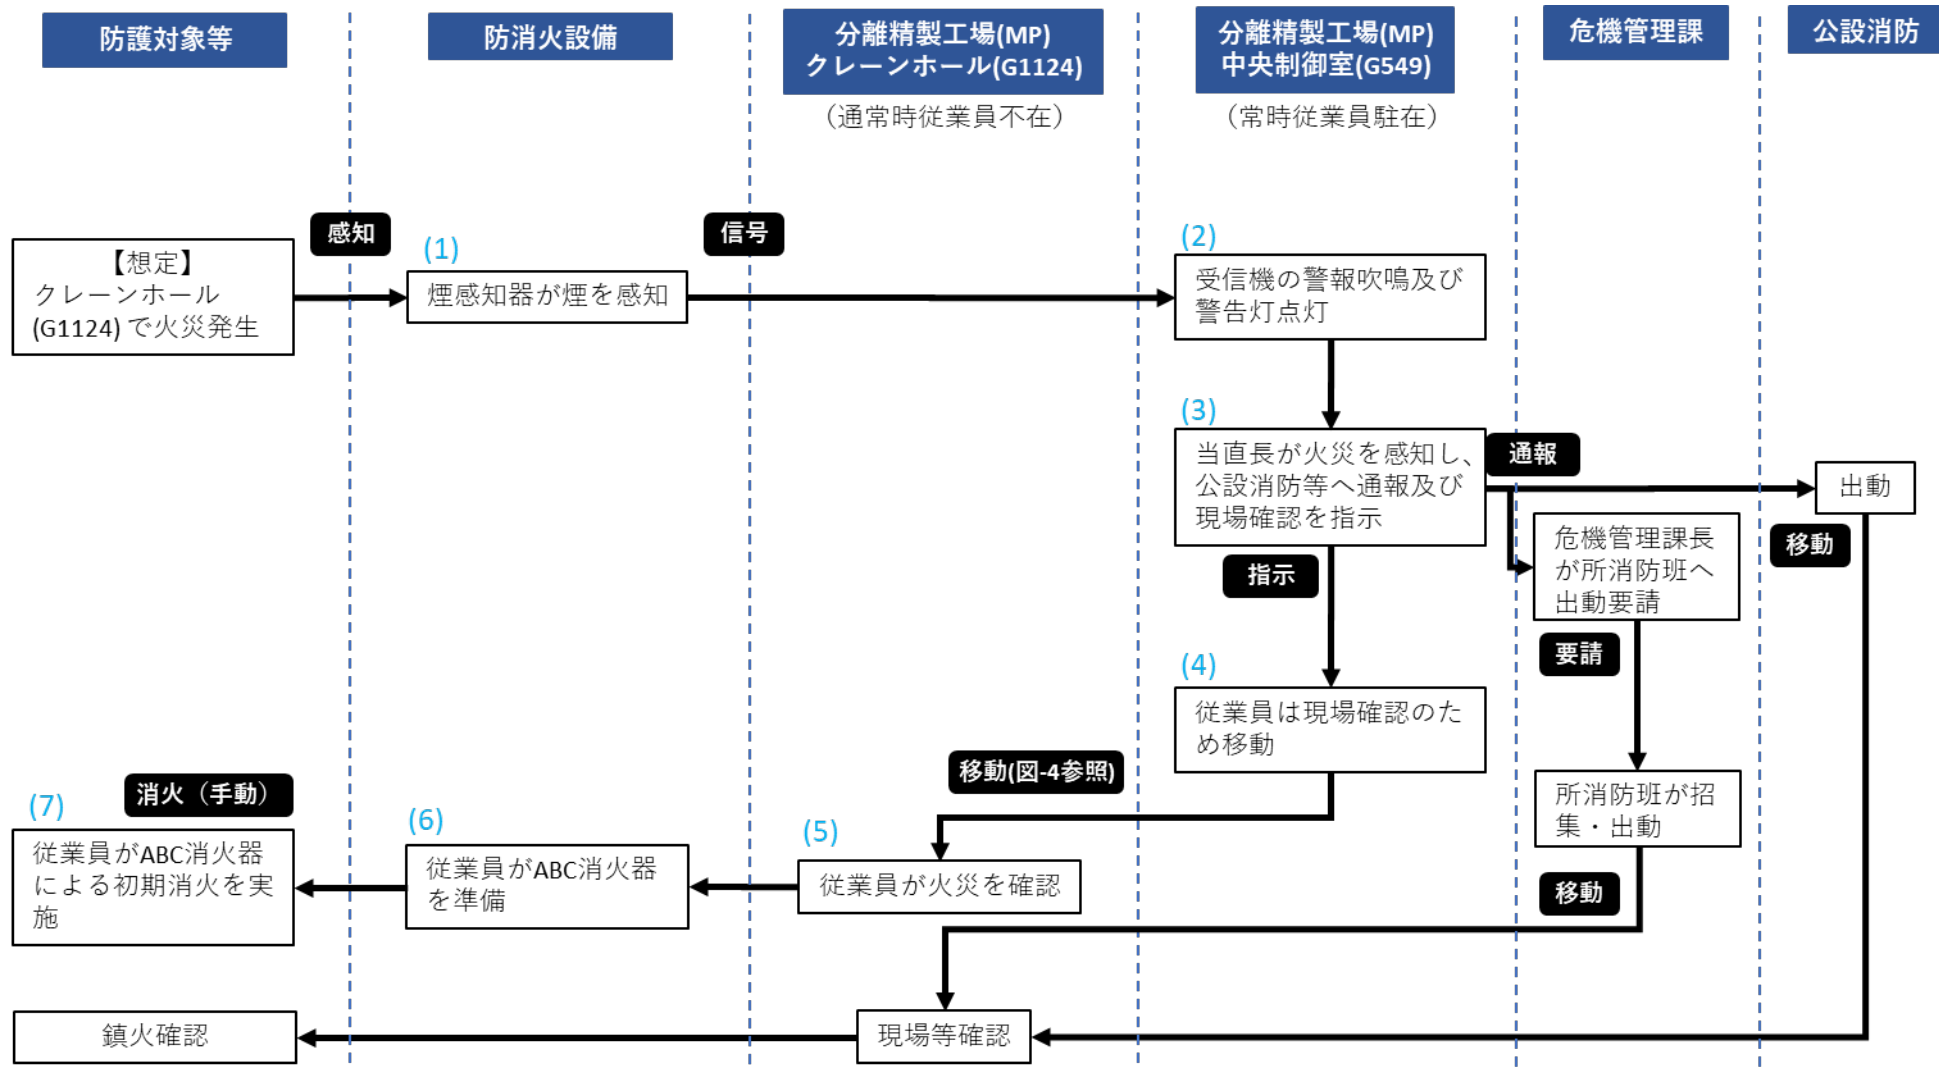 防護対象等
防消火設備
分離精製工場(MP)
クレーンホール(G1124)
（通常時従業員不在）
分離精製工場(MP)
中央制御室(G549)
（常時従業員駐在）
危機管理課
公設消防
【想定】
クレーンホール
(G1124) で火災発生
感知
(1)
煙感知器が煙を感知
信号
(2)
受信機の警報吹鳴及び
警告灯点灯
(3)
当直長が火災を感知し、
公設消防等へ通報及び
現場確認を指示
通報
出動
危機管理課長
が所消防班へ
出動要請
移動
指示
要請
(4)
従業員は現場確認のた
め移動
移動(図-4参照)
所消防班が招
集・出動
移動
(5)
従業員が火災を確認
(6)
従業員がABC消火器
を準備
消火（手動）
(7)
従業員がABC消火器
による初期消火を実
施
現場等確認
鎮火確認